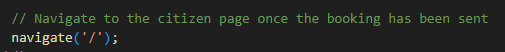 // Navigate to the citizen page once the booking has been sent
navigate('/');